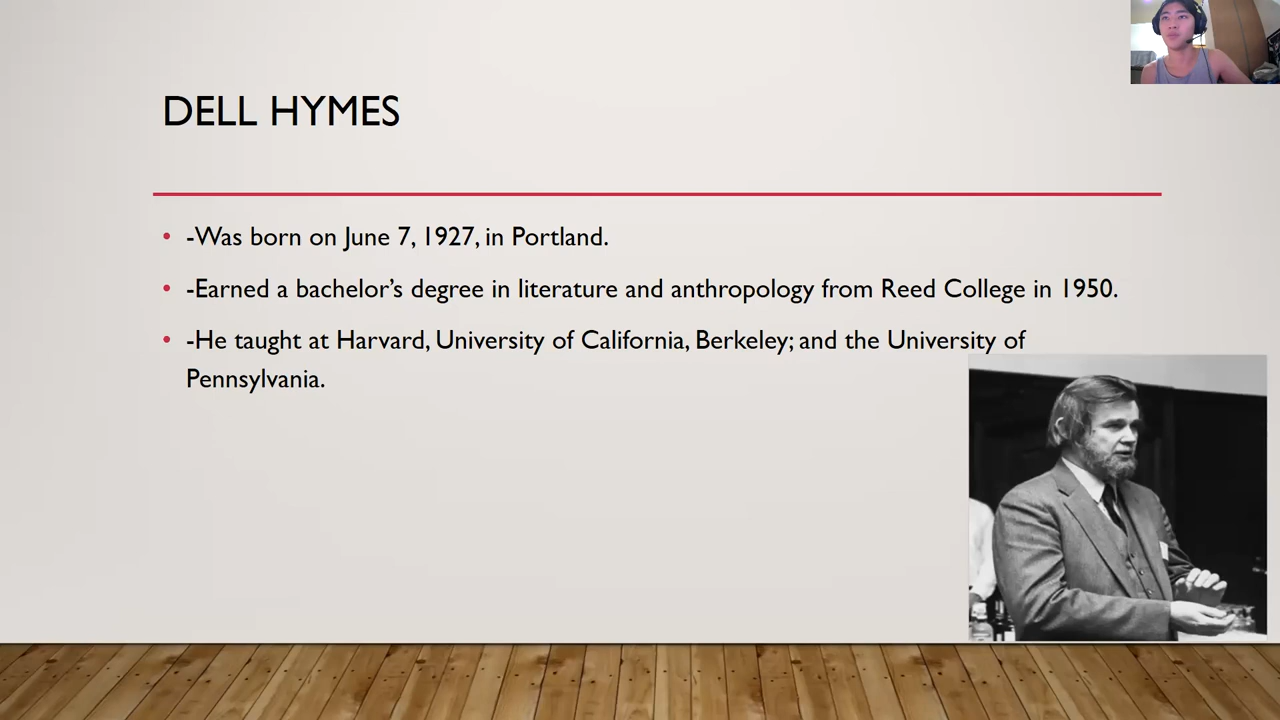 DELL HYMES
• -Was born on June 7, 1927, in Portland.
• -Earned a bachelor’s degree in literature and anthropology from Reed College in 1950.
• -He taught at Harvard, University of California, Berkeley; and the University of
Pennsylvania.